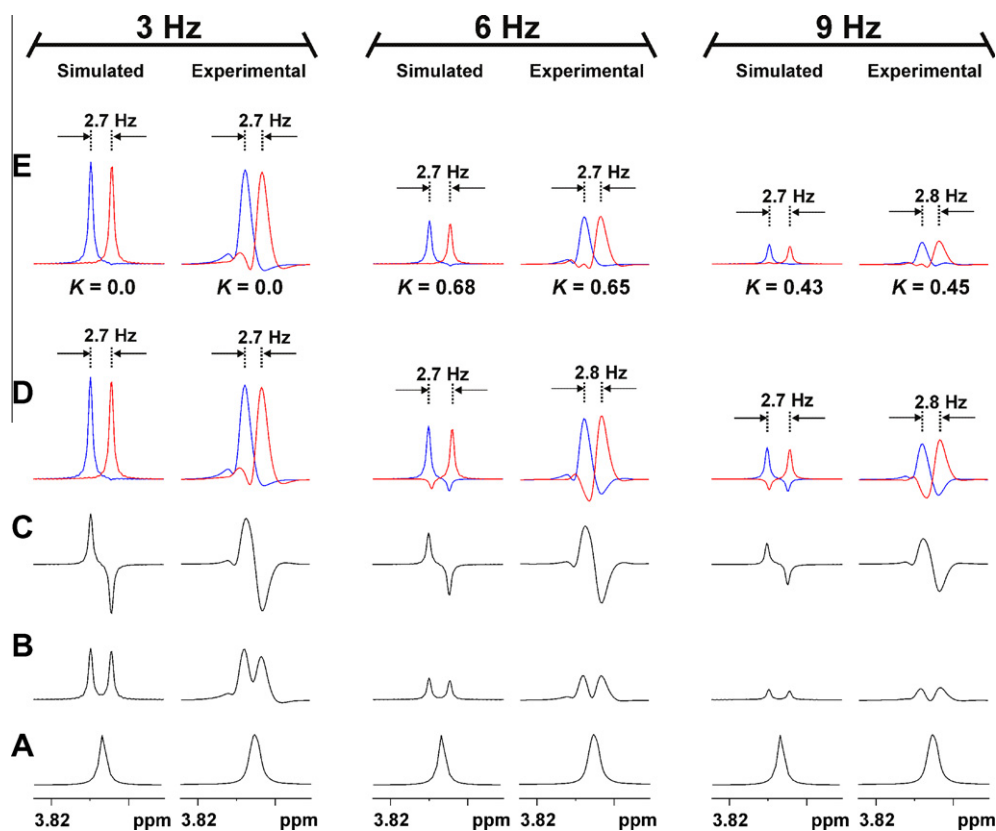 3 Hz 6 Hz 9 Hz
Simulated Experimental Simulated Experimental Simulated Experimental
2.7 Hz 2.7 Hz
E
2.7 Hz 2.7 Hz
2.7 Hz 2.8 Hz
K = 0.0 K = 0.0 K = 0.68 K = 0.65 K = 0.43 K = 0.45
2.7 Hz 2.7 Hz
D
2.7 Hz 2.8 Hz
2.7 Hz 2.8 Hz
C
B
A
3.82 ppm 3.82 ppm 3.82 ppm 3.82 ppm 3.82 ppm 3.82 ppm